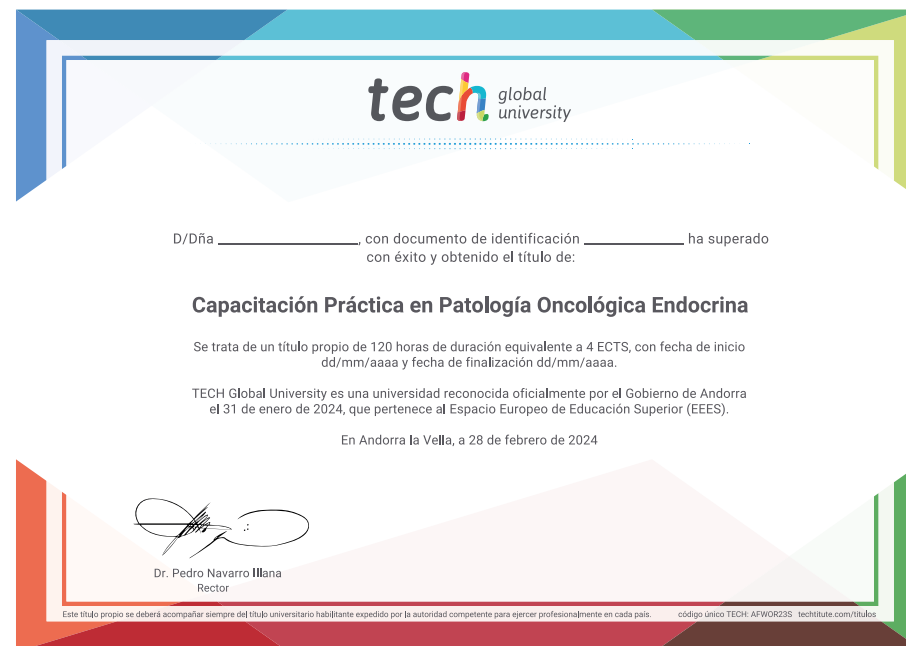 tech global university
D/Dña ____________________, con documento de identificación ______________ ha superado
con éxito y obtenido el título de:
Capacitación Práctica en Patología Oncológica Endocrina
Se trata de un título propio de 120 horas de duración equivalente a 4 ECTS, con fecha de inicio
dd/mm/aaaa y fecha de finalización dd/mm/aaaa.
TECH Global University es una universidad reconocida oficialmente por el Gobierno de Andorra
el 31 de enero de 2024, que pertenece al Espacio Europeo de Educación Superior (EEES).
En Andorra la Vella, a 28 de febrero de 2024
Dr. Pedro Navarro Illana
Rector
Este título propio se deberá acompañar siempre del título universitario habilitante expedido por la autoridad competente para ejercer profesionalmente en cada país. código único TECH: AFWOR23S techtitute.com/titulos